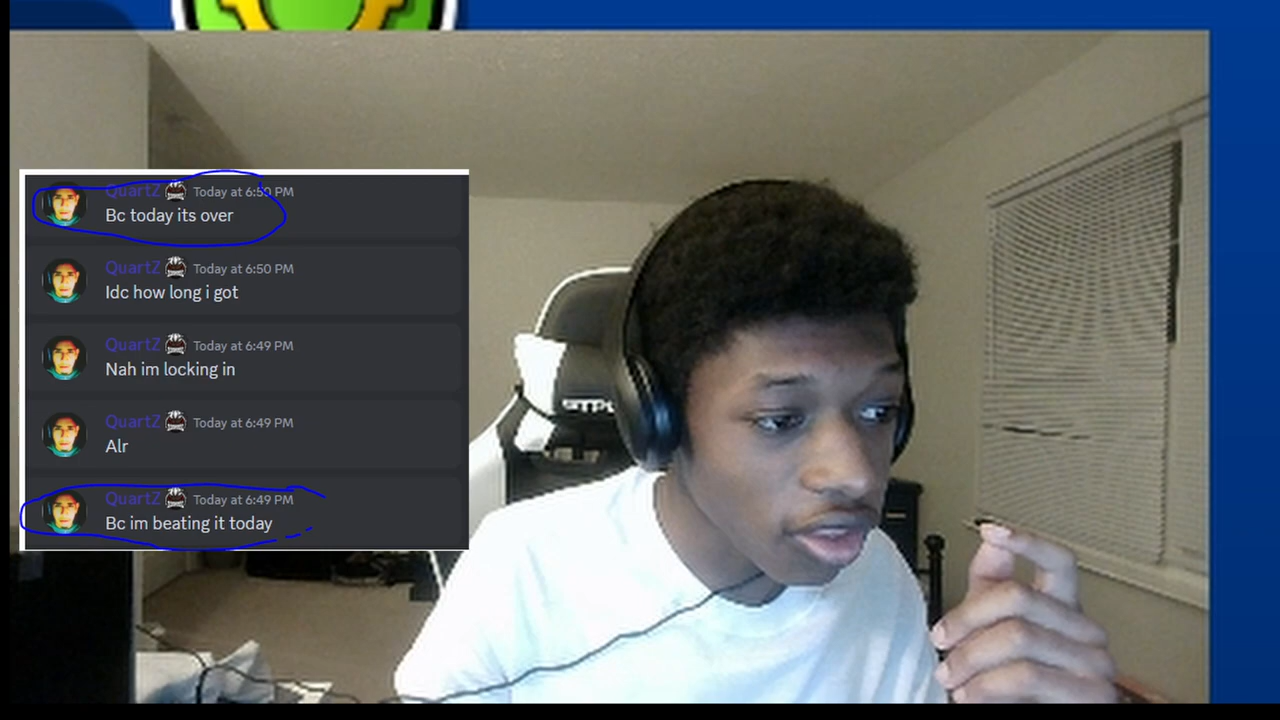 QuartZ Today at 6:50 PM
Bc today its over
QuartZ Today at 6:50 PM
Idc how long i got
QuartZ Today at 6:49 PM
Nah im locking in
QuartZ Today at 6:49 PM
Alr
QuartZ Today at 6:49 PM
Bc im beating it today